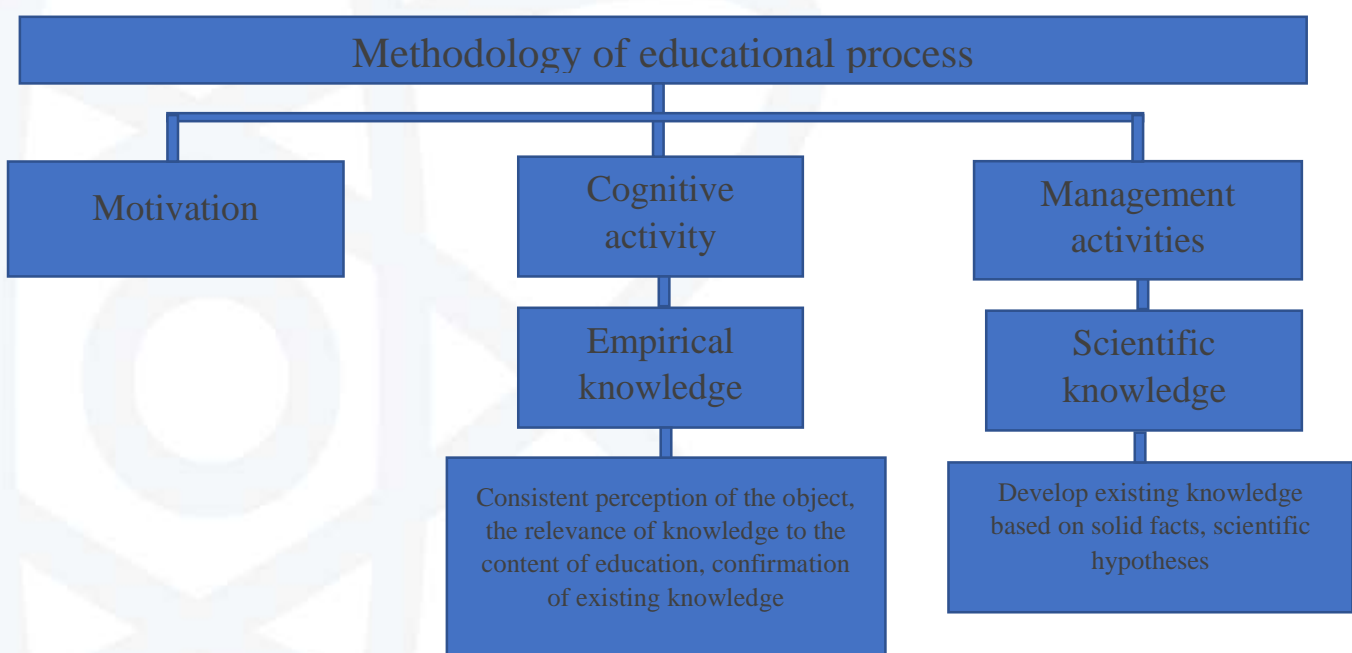 Methodology of educational process
Motivation
Cognitive
activity
Management
activities
Empirical
knowledge
Scientific
knowledge
Consistent perception of the object,
the relevance of knowledge to the
content of education, confirmation
of existing knowledge
Develop existing knowledge
based on solid facts, scientific
hypotheses